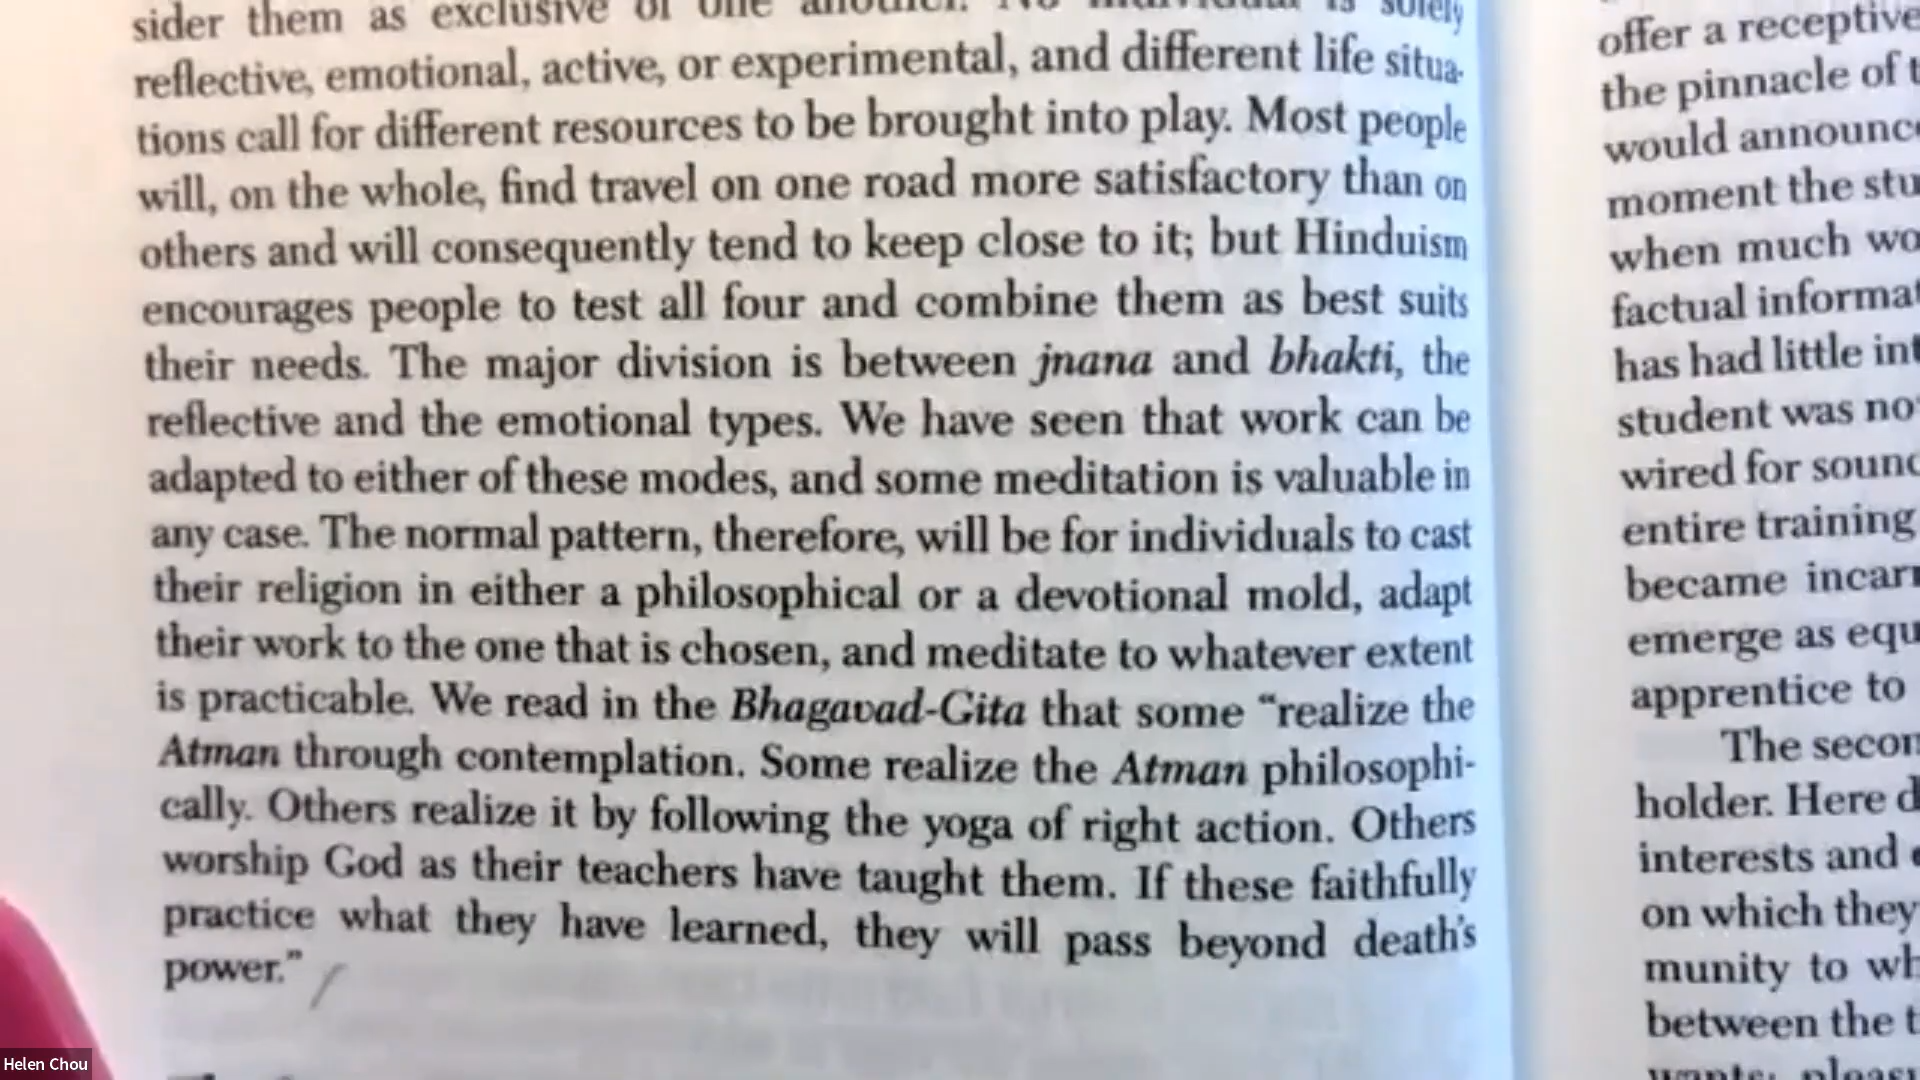 sider them as exclusive of one another. No individual is solely
reflective, emotional, active, or experimental, and different life situa-
tions call for different resources to be brought into play. Most people
will, on the whole, find travel on one road more satisfactory than on
others and will consequently tend to keep close to it; but Hinduism
encourages people to test all four and combine them as best suits
their needs. The major division is between jnana and bhakti, the
reflective and the emotional types. We have seen that work can be
adapted to either of these modes, and some meditation is valuable in
any case. The normal pattern, therefore, will be for individuals to cast
their religion in either a philosophical or a devotional mold, adapt
their work to the one that is chosen, and meditate to whatever extent
is practicable. We read in the Bhagavad-Gita that some “realize the
Atman through contemplation. Some realize the Atman philosophi-
cally. Others realize it by following the yoga of right action. Others
worship God as their teachers have taught them. If these faithfully
practice what they have learned, they will pass beyond death's
power.”
offer a receptive
the pinnacle of
would announce
moment the
when much
factual
has had little
student was
wired for
entire training
became
emerge as
apprentice to
The
holder. Here
interests and
on which they
munity to
between the
Helen Chou